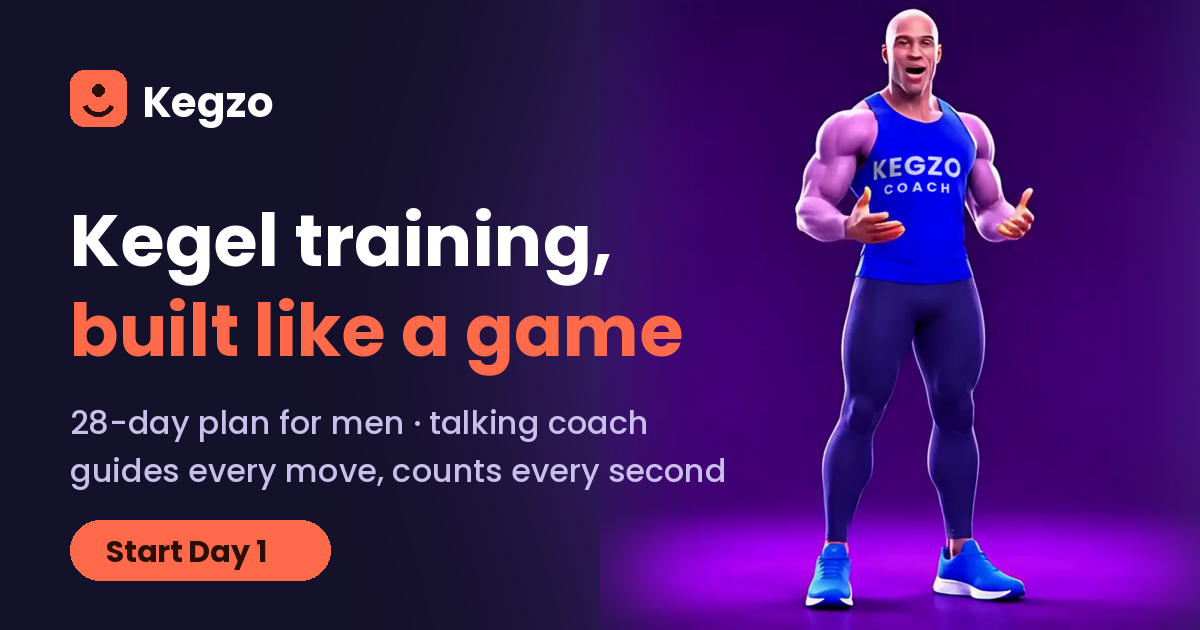 Kegzo
Kegel training,
built like a game
28-day plan for men · talking coach
guides every move, counts every second
Start Day 1
KEGZO
COACH